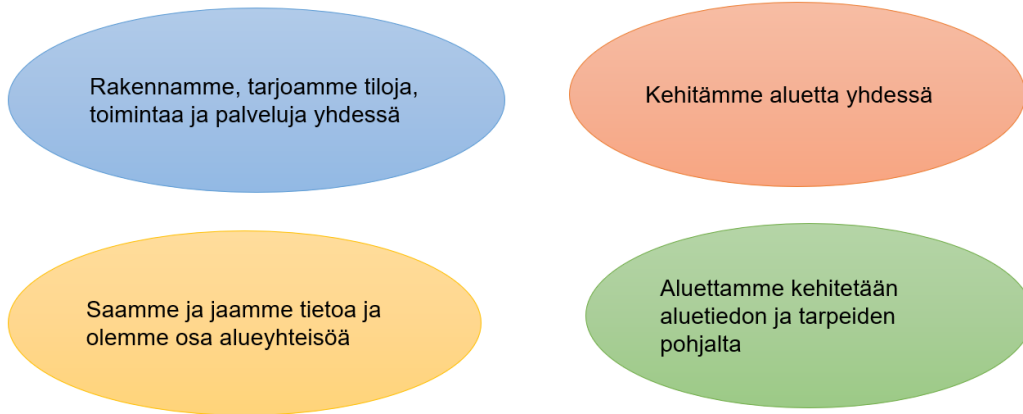 Rakennamme, tarjoamme tiloja,
toimintaa ja palveluja yhdessä
Kehitämme aluetta yhdessä
Saamme ja jaamme tietoa ja
olemme osa alueyhteisöä
Aluettamme kehitetään
aluetiedon ja tarpeiden
pohjalta